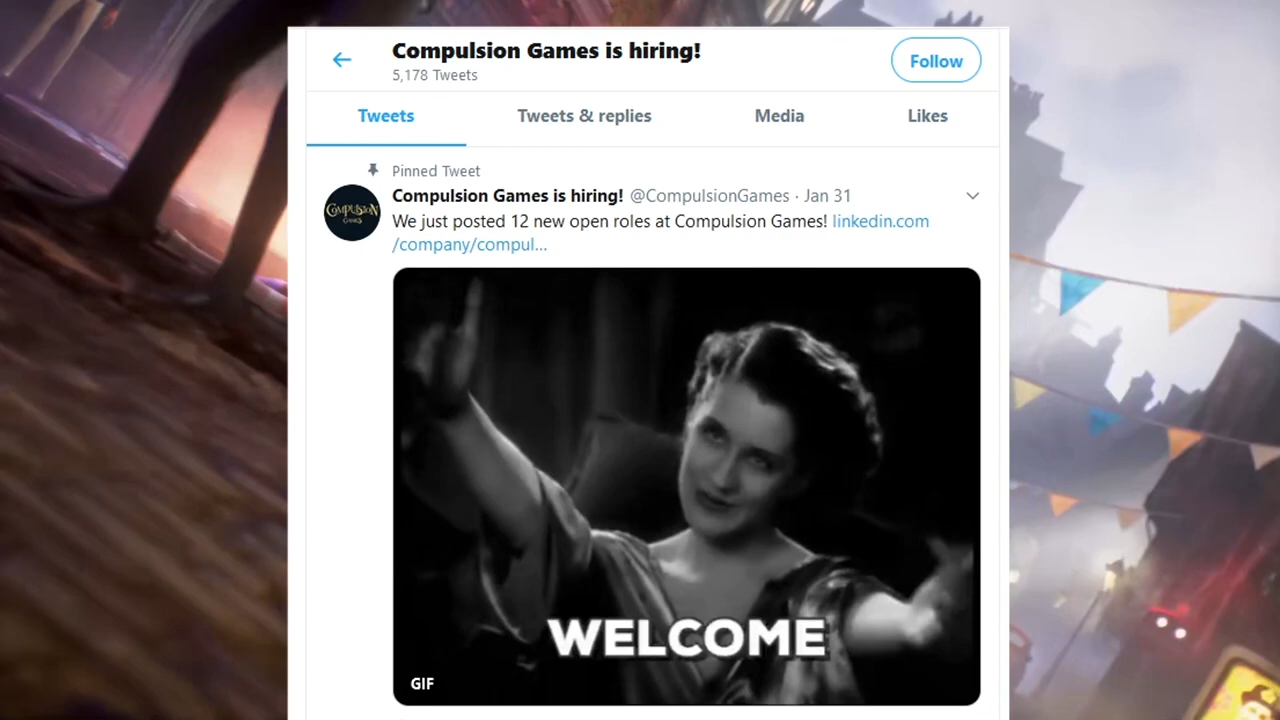 Compulsion Games is hiring!
5,178 Tweets
Follow
Tweets
Tweets & replies
Media
Likes
Pinned Tweet
COMPULSION
GAMES
Compulsion Games is hiring! @CompulsionGames · Jan 31
We just posted 12 new open roles at Compulsion Games! linkedin.com
/company/compul...
WELCOME
GIF